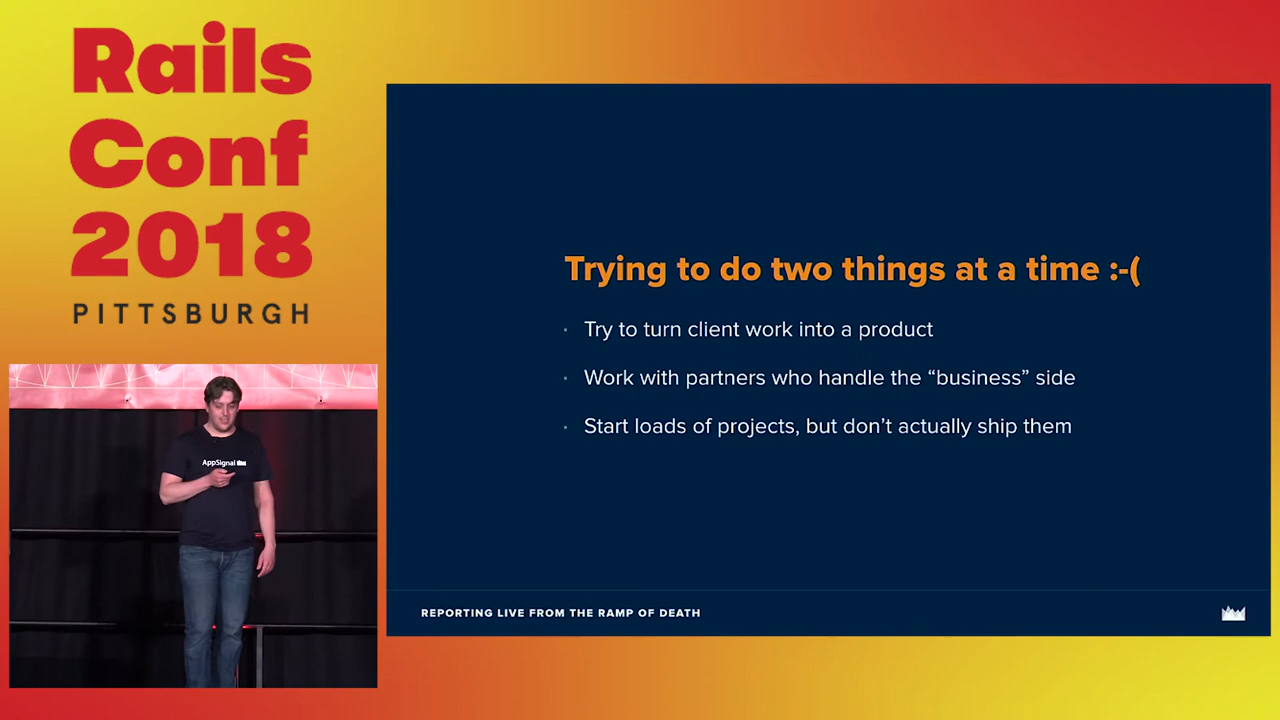 Rails
Conf
2018
PITTSBURGH
AppSignal
Trying to do two things at a time :-(
· Try to turn client work into a product
· Work with partners who handle the “business” side
· Start loads of projects, but don’t actually ship them
REPORTING LIVE FROM THE RAMP OF DEATH